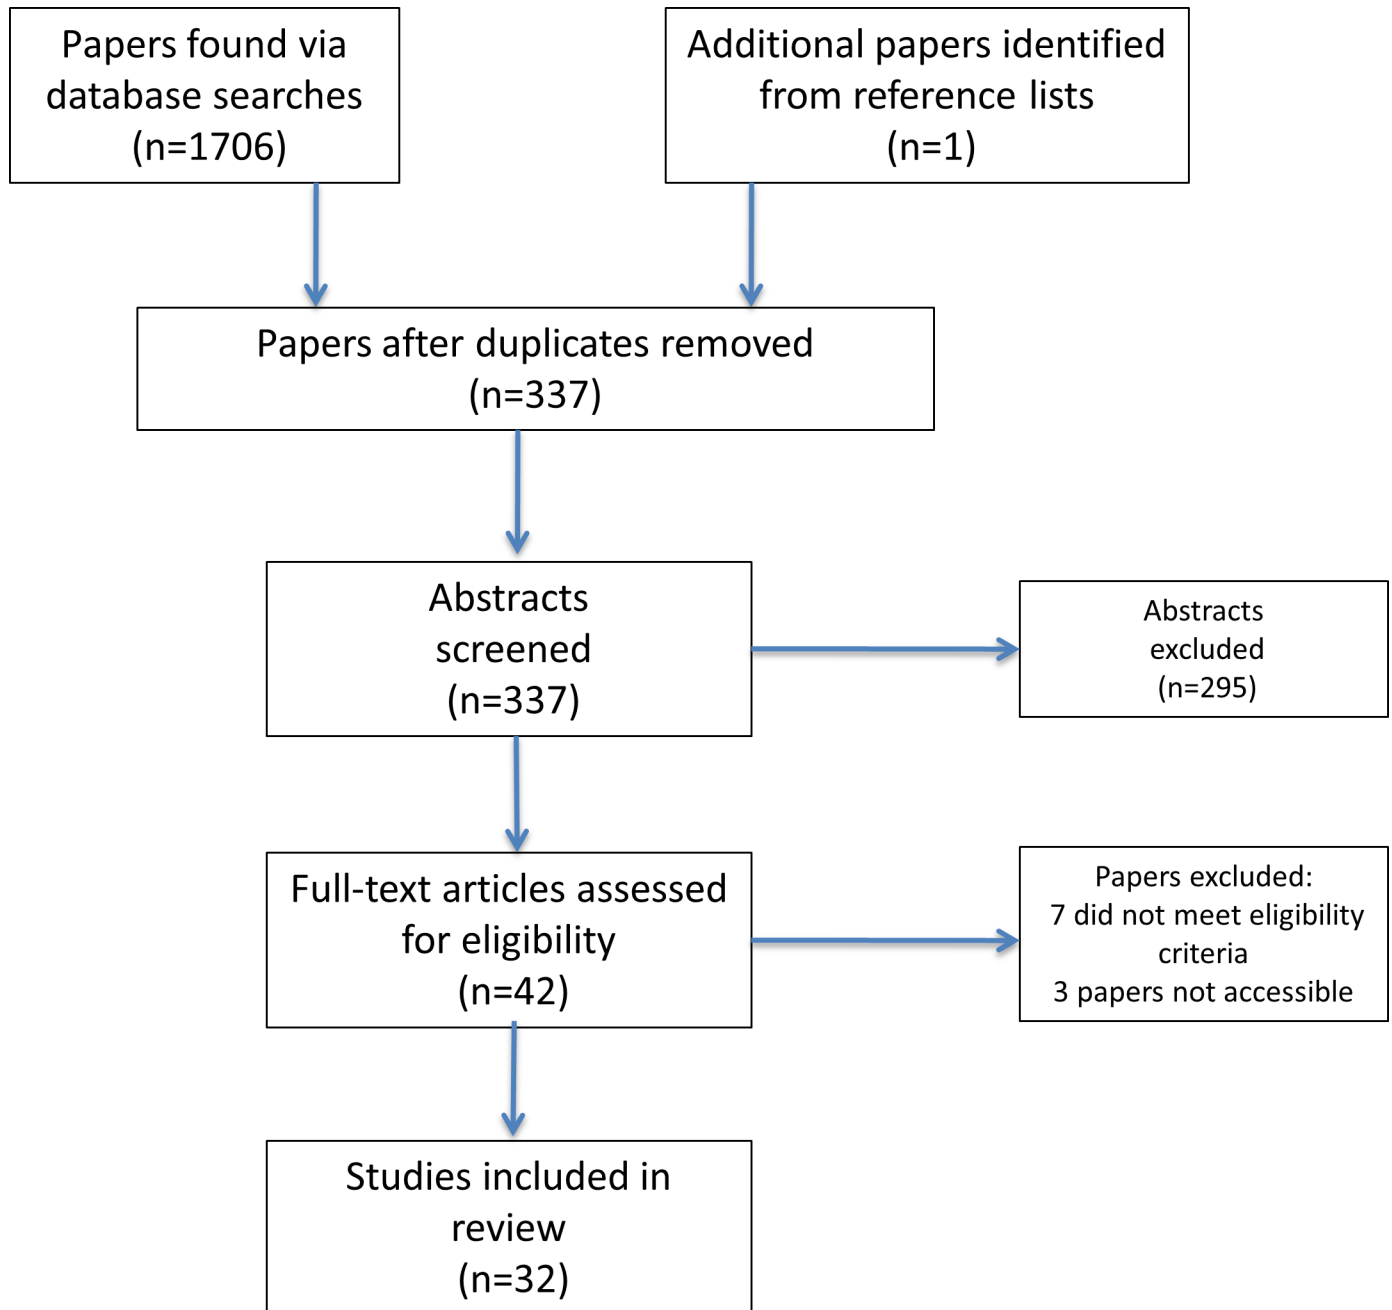 Papers found via
database searches
(n=1706)
Additional papers identified
from reference lists
(n=1)
Papers after duplicates removed
(n=337)
Abstracts
screened
(n=337)
Abstracts
excluded
(n=295)
Full-text articles assessed
for eligibility
(n=42)
Papers excluded:
7 did not meet eligibility
criteria
3 papers not accessible
Studies included in
review
(n=32)